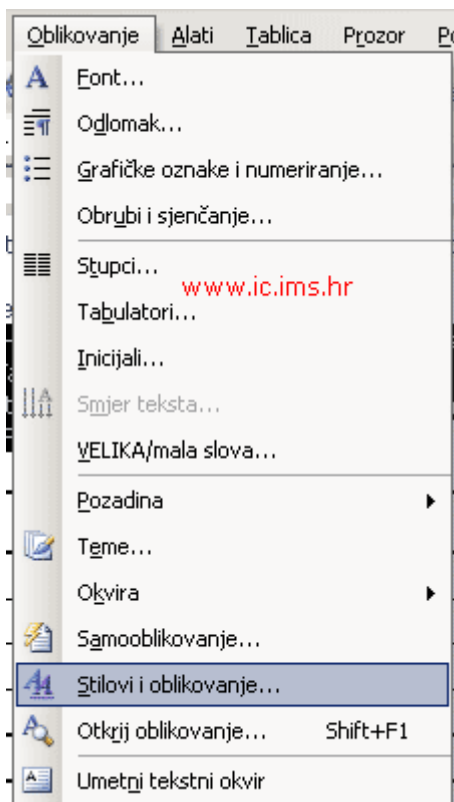 Oblikovanje Alati Tablica Prozor
Font...
Odlomak...
Grafičke oznake i numeriranje...
Obrubi i sjenčanje...
Stupci...
www.ic.ims.hr
Tabulatori...
Inicijali...
Smjer teksta...
VELIKA/mala slova...
Pozadina
Teme...
Okvira
Samooblikovanje...
Stilovi i oblikovanje...
Otkrij oblikovanje... Shift+F1
Umetni tekstni okvir